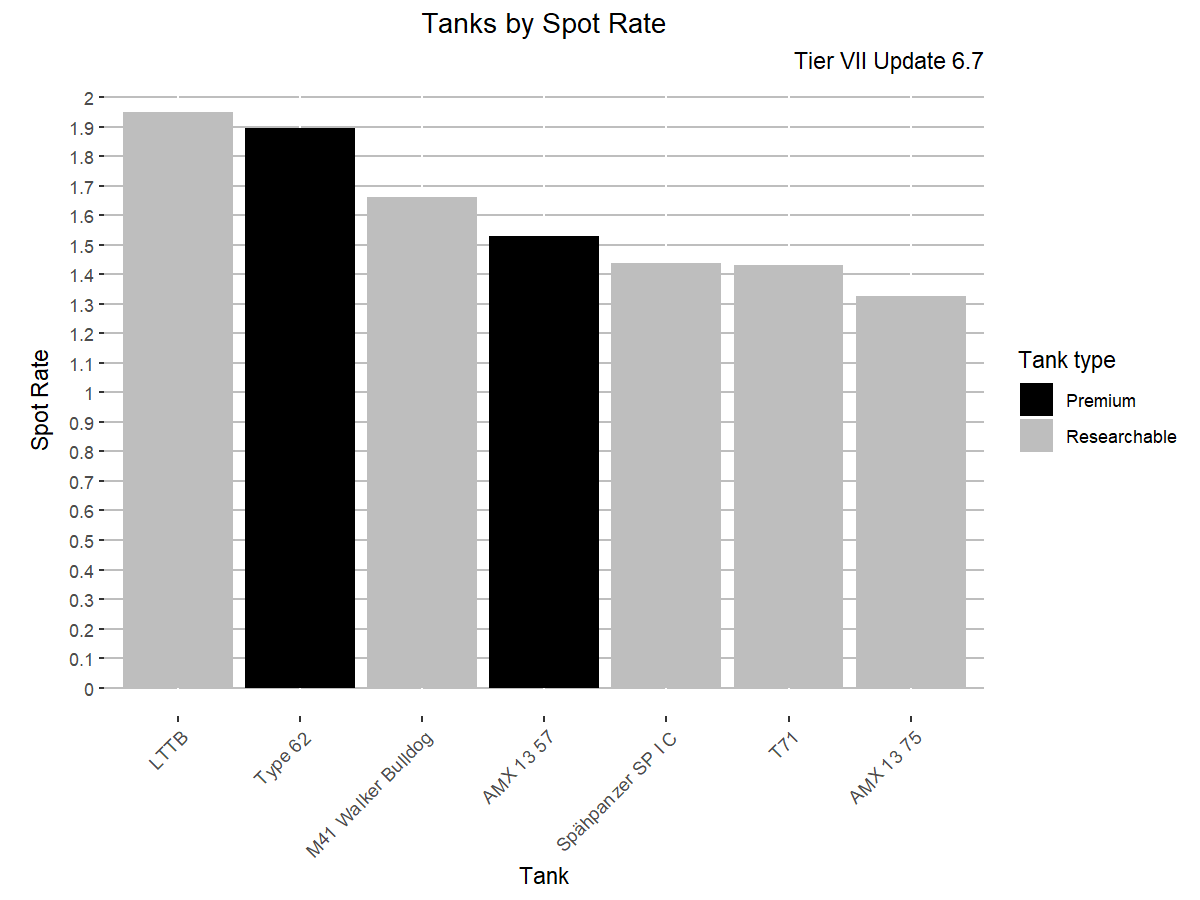 Tanks by Spot Rate
Tier VII Update 6.7
Spot Rate
2
1.9
1.8
1.7
1.6
1.5
1.4
1.3
1.2
1.1
1
0.9
0.8
0.7
0.6
0.5
0.4
0.3
0.2
0.1
0
LTTB
Type 62
M41 Walker Bulldog
AMX 13 57
Spähpanzer SP I C
T71
AMX 13 75
Tank
Tank type
Premium
Researchable